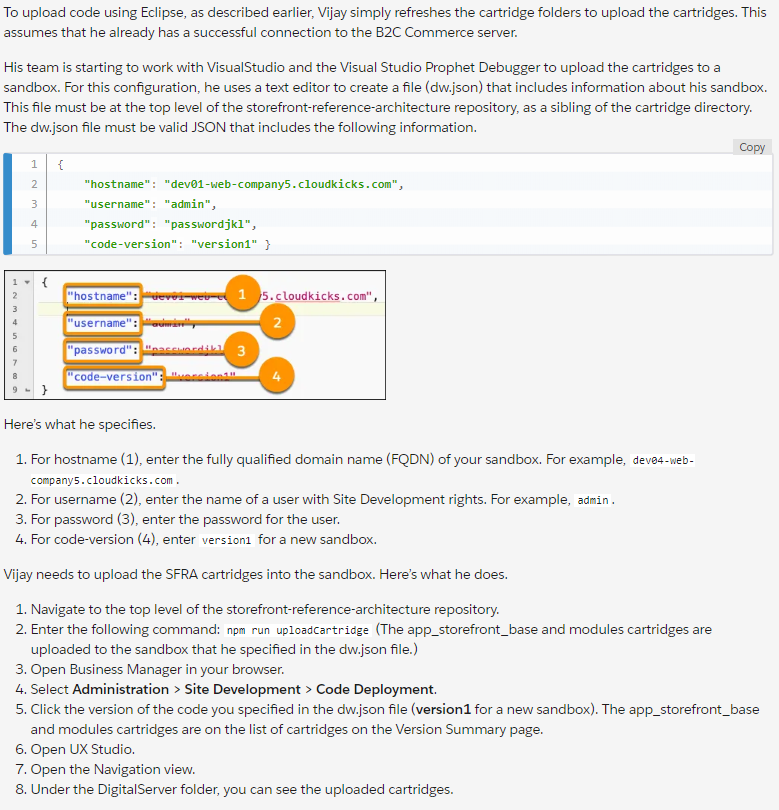 To upload code using Eclipse, as described earlier, Vijay simply refreshes the cartridge folders to upload the cartridges. This
assumes that he already has a successful connection to the B2C Commerce server.
His team is starting to work with VisualStudio and the Visual Studio Prophet Debugger to upload the cartridges to a
sandbox. For this configuration, he uses a text editor to create a file (dw.json) that includes information about his sandbox.
This file must be at the top level of the storefront-reference-architecture repository, as a sibling of the cartridge directory.
The dw.json file must be valid JSON that includes the following information.
Copy
1 {
2 "hostname": "dev01-web-company5.cloudkicks.com",
3 "username": "admin",
4 "password": "passwordjkl",
5 "code-version": "version1" }
1 {
2 "hostname": "dev01-web-c 1 y5.cloudkicks.com",
3
4 "username": "admin", 2
5
6 "password": "passwordjkl 3
7
8 "code-version": "version1" 4
9 }
Here's what he specifies.
1. For hostname (1), enter the fully qualified domain name (FQDN) of your sandbox. For example, dev04-web-
company5.cloudkicks.com .
2. For username (2), enter the name of a user with Site Development rights. For example, admin .
3. For password (3), enter the password for the user.
4. For code-version (4), enter version1 for a new sandbox.
Vijay needs to upload the SFRA cartridges into the sandbox. Here's what he does.
1. Navigate to the top level of the storefront-reference-architecture repository.
2. Enter the following command: npm run uploadCartridge (The app_storefront_base and modules cartridges are
uploaded to the sandbox that he specified in the dw.json file.)
3. Open Business Manager in your browser.
4. Select Administration > Site Development > Code Deployment.
5. Click the version of the code you specified in the dw.json file (version1 for a new sandbox). The app_storefront_base
and modules cartridges are on the list of cartridges on the Version Summary page.
6. Open UX Studio.
7. Open the Navigation view.
8. Under the DigitalServer folder, you can see the uploaded cartridges.